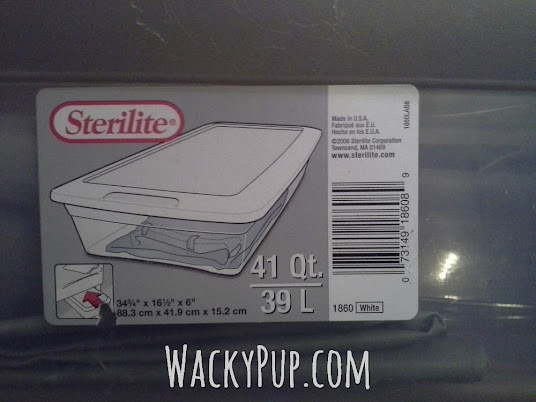 Sterilite®
Made in U.S.A.
Fabriqué aux E.U.
Hecho en los E.U.A.
©2006 Sterilite Corporation
Townsend, MA 01469
www.sterilite.com
1860LAB8
0 73149 18608 9
41 Qt.
39 L
34¾" x 16½" x 6"
88.3 cm x 41.9 cm x 15.2 cm
1860 White
WackyPup.com